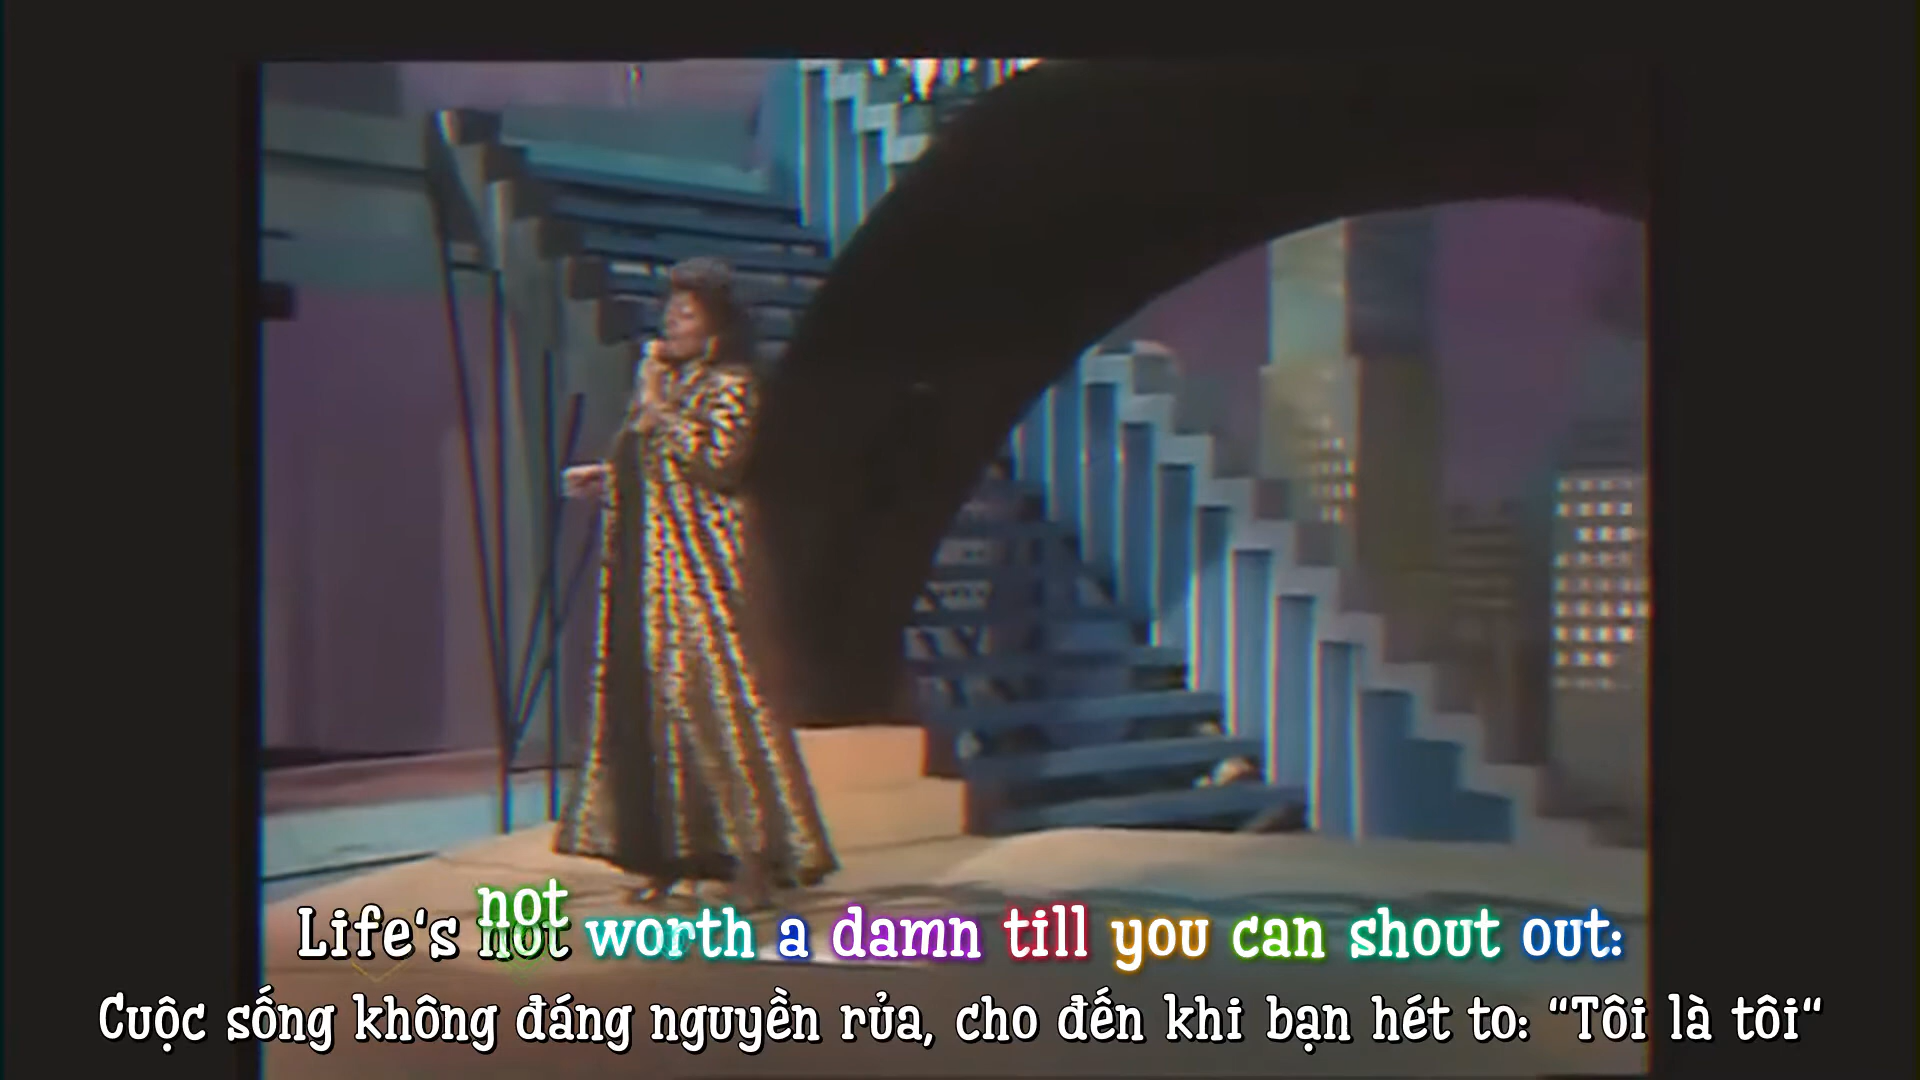 Life's not worth a damn till you can shout out:
Cuộc sống không đáng nguyền rủa, cho đến khi bạn hét to: “Tôi là tôi“